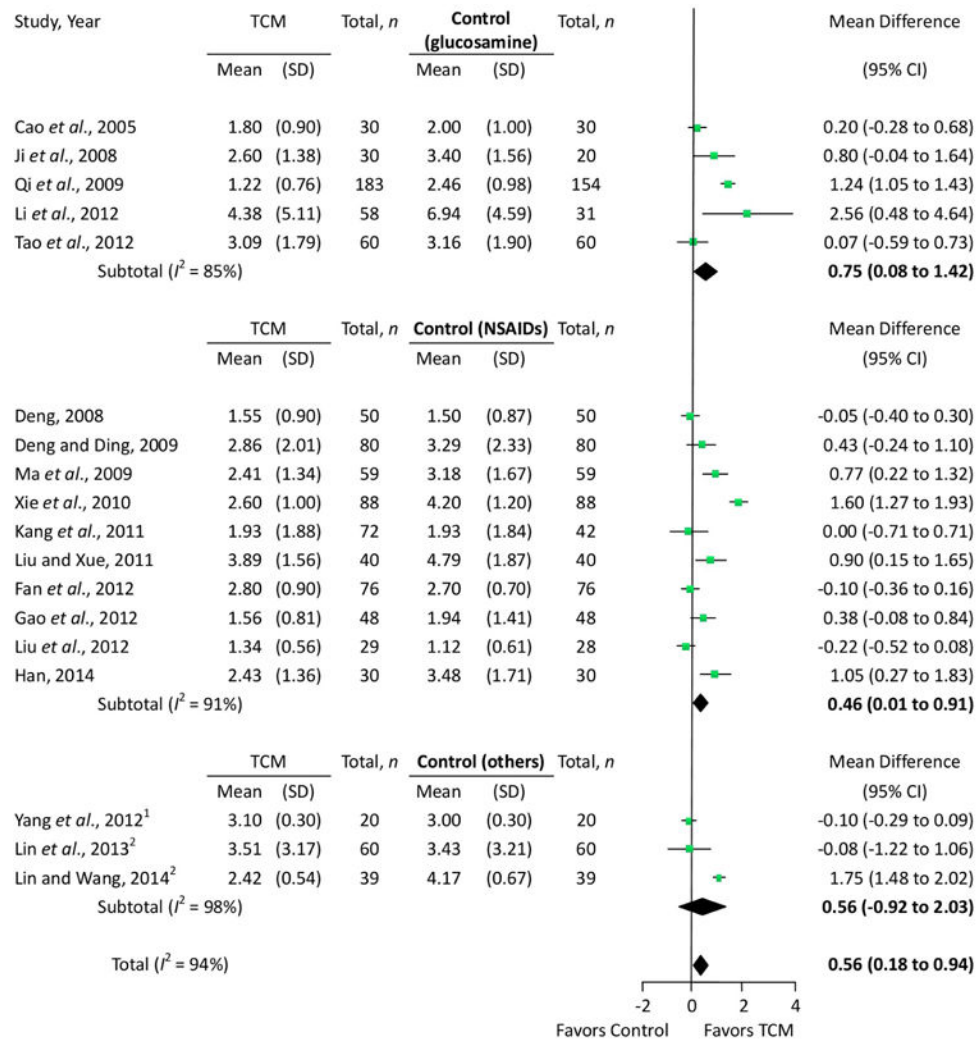 Study, Year TCM Total, n Control (glucosamine) Total, n Mean Difference
Mean (SD) Mean (SD) (95% CI)
Cao et al., 2005 1.80 (0.90) 30 2.00 (1.00) 30 0.20 (-0.28 to 0.68)
Ji et al., 2008 2.60 (1.38) 30 3.40 (1.56) 20 0.80 (-0.04 to 1.64)
Qi et al., 2009 1.22 (0.76) 183 2.46 (0.98) 154 1.24 (1.05 to 1.43)
Li et al., 2012 4.38 (5.11) 58 6.94 (4.59) 31 2.56 (0.48 to 4.64)
Tao et al., 2012 3.09 (1.79) 60 3.16 (1.90) 60 0.07 (-0.59 to 0.73)
Subtotal (I² = 85%) 0.75 (0.08 to 1.42)
TCM Total, n Control (NSAIDs) Total, n Mean Difference
Mean (SD) Mean (SD) (95% CI)
Deng, 2008 1.55 (0.90) 50 1.50 (0.87) 50 -0.05 (-0.40 to 0.30)
Deng and Ding, 2009 2.86 (2.01) 80 3.29 (2.33) 80 0.43 (-0.24 to 1.10)
Ma et al., 2009 2.41 (1.34) 59 3.18 (1.67) 59 0.77 (0.22 to 1.32)
Xie et al., 2010 2.60 (1.00) 88 4.20 (1.20) 88 1.60 (1.27 to 1.93)
Kang et al., 2011 1.93 (1.88) 72 1.93 (1.84) 42 0.00 (-0.71 to 0.71)
Liu and Xue, 2011 3.89 (1.56) 40 4.79 (1.87) 40 0.90 (0.15 to 1.65)
Fan et al., 2012 2.80 (0.90) 76 2.70 (0.70) 76 -0.10 (-0.36 to 0.16)
Gao et al., 2012 1.56 (0.81) 48 1.94 (1.41) 48 0.38 (-0.08 to 0.84)
Liu et al., 2012 1.34 (0.56) 29 1.12 (0.61) 28 -0.22 (-0.52 to 0.08)
Han, 2014 2.43 (1.36) 30 3.48 (1.71) 30 1.05 (0.27 to 1.83)
Subtotal (I² = 91%) 0.46 (0.01 to 0.91)
TCM Total, n Control (others) Total, n Mean Difference
Mean (SD) Mean (SD) (95% CI)
Yang et al., 2012¹ 3.10 (0.30) 20 3.00 (0.30) 20 -0.10 (-0.29 to 0.09)
Lin et al., 2013² 3.51 (3.17) 60 3.43 (3.21) 60 -0.08 (-1.22 to 1.06)
Lin and Wang, 2014² 2.42 (0.54) 39 4.17 (0.67) 39 1.75 (1.48 to 2.02)
Subtotal (I² = 98%) 0.56 (-0.92 to 2.03)
Total (I² = 94%) 0.56 (0.18 to 0.94)
-2 0 2 4
Favors Control Favors TCM